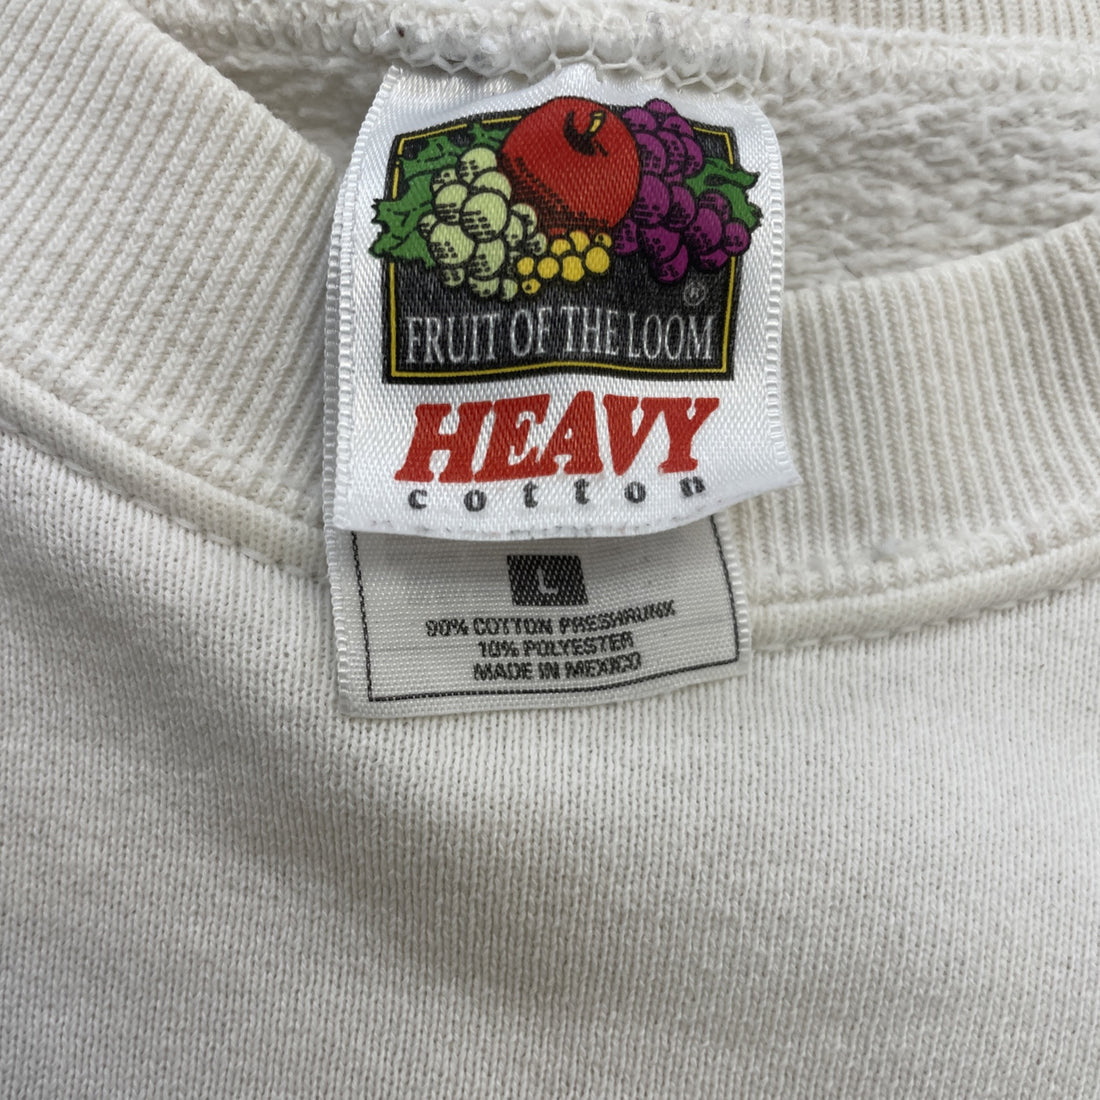 ®
FRUIT OF THE LOOM
HEAVY
cotton
L
90% COTTON PRESHRUNK
10% POLYESTER
MADE IN MEXICO